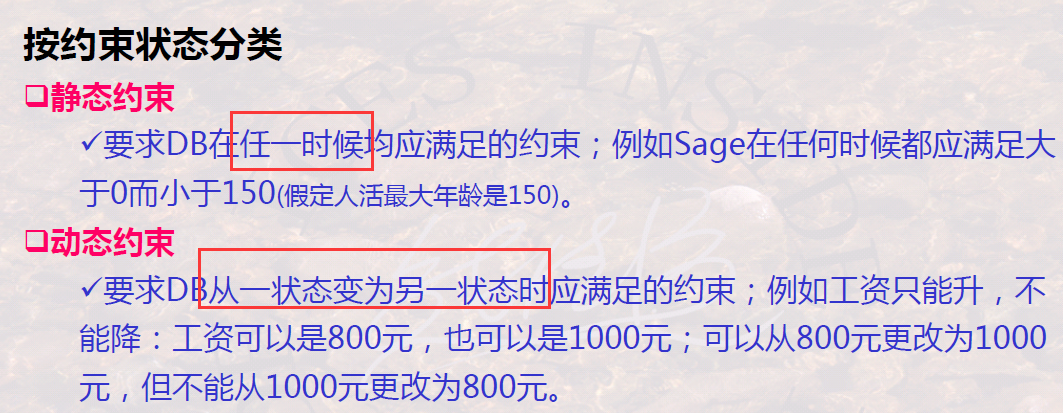 按约束状态分类
❑静态约束
✓要求DB在任一时候均应满足的约束；例如Sage在任何时候都应满足大
于0而小于150(假定人活最大年龄是150)。
❑动态约束
✓要求DB从一状态变为另一状态时应满足的约束；例如工资只能升，不
能降：工资可以是800元，也可以是1000元；可以从800元更改为1000
元，但不能从1000元更改为800元。